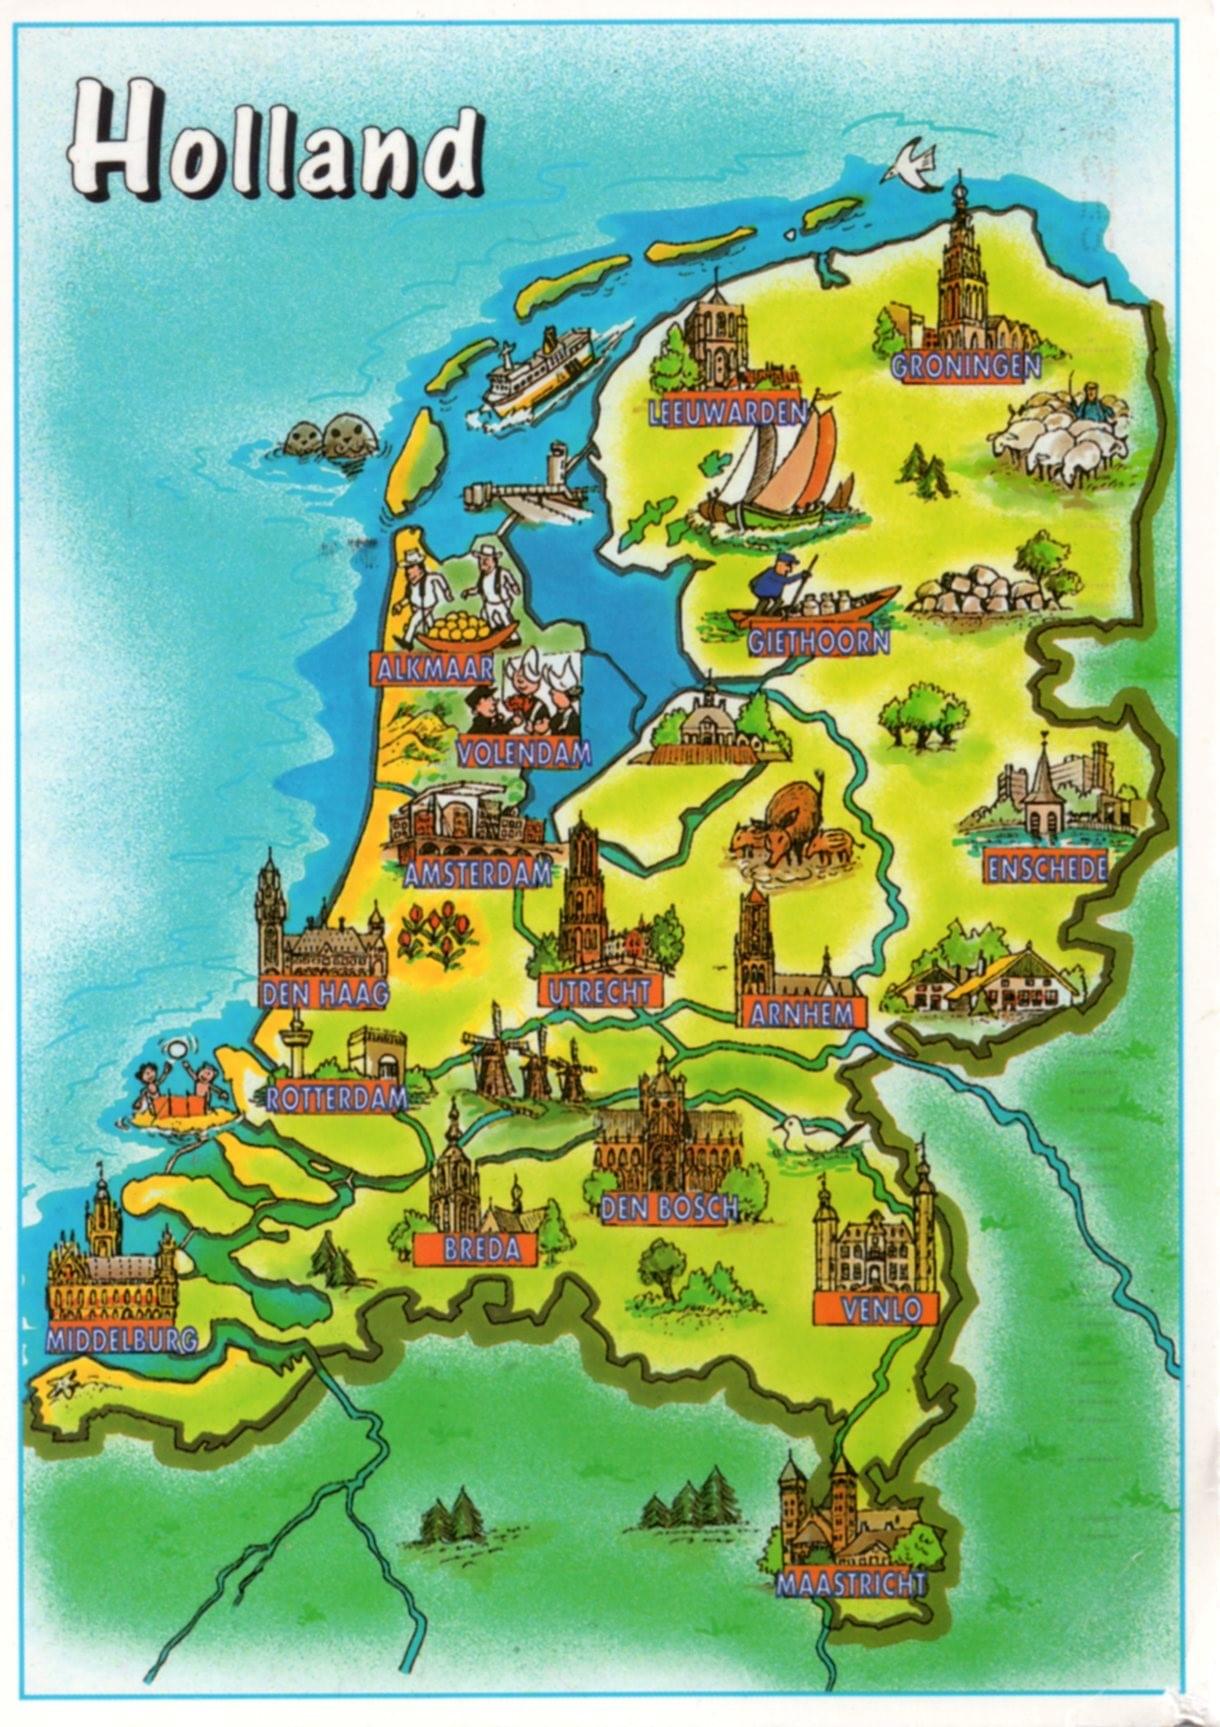 Holland
GRONINGEN
LEEUWARDEN
GIETHOORN
ALKMAAR
VOLENDAM
AMSTERDAM
ENSCHEDE
DEN HAAG
UTRECHT
ARNHEM
ROTTERDAM
DEN BOSCH
BREDA
VENLO
MIDDELBURG
MAASTRICHT